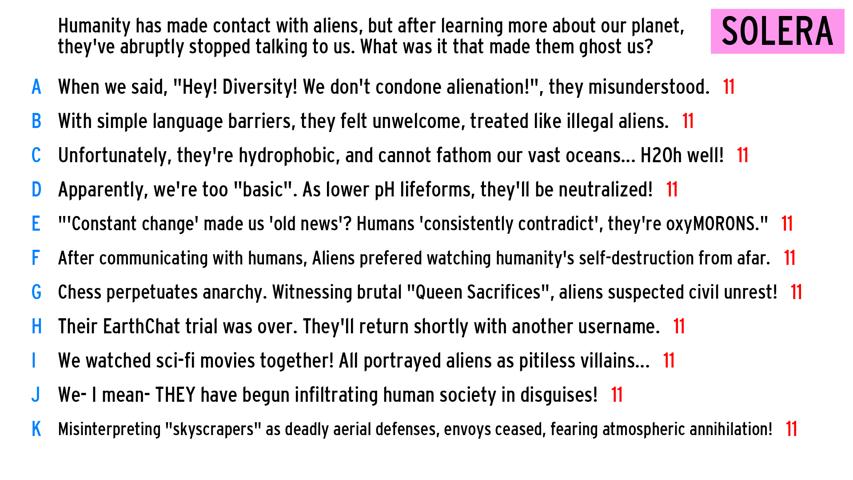 Humanity has made contact with aliens, but after learning more about our planet,
they've abruptly stopped talking to us. What was it that made them ghost us?
SOLERA
A When we said, "Hey! Diversity! We don't condone alienation!", they misunderstood. 11
B With simple language barriers, they felt unwelcome, treated like illegal aliens. 11
C Unfortunately, they're hydrophobic, and cannot fathom our vast oceans... H2Oh well! 11
D Apparently, we're too "basic". As lower pH lifeforms, they'll be neutralized! 11
E "'Constant change' made us 'old news'? Humans 'consistently contradict', they're oxyMORONS." 11
F After communicating with humans, Aliens prefered watching humanity's self-destruction from afar. 11
G Chess perpetuates anarchy. Witnessing brutal "Queen Sacrifices", aliens suspected civil unrest! 11
H Their EarthChat trial was over. They'll return shortly with another username. 11
I We watched sci-fi movies together! All portrayed aliens as pitiless villains... 11
J We- I mean- THEY have begun infiltrating human society in disguises! 11
K Misinterpreting "skyscrapers" as deadly aerial defenses, envoys ceased, fearing atmospheric annihilation! 11